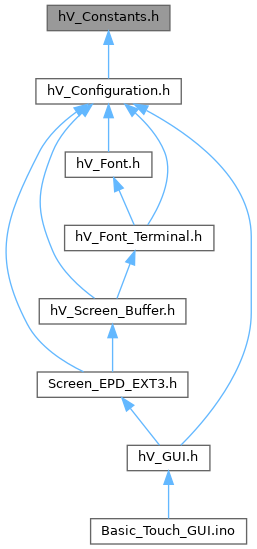 hV_Constants.h
hV_Configuration.h
hV_Font.h
hV_Font_Terminal.h
hV_Screen_Buffer.h
Screen_EPD_EXT3.h
hV_GUI.h
Basic_Touch_GUI.ino